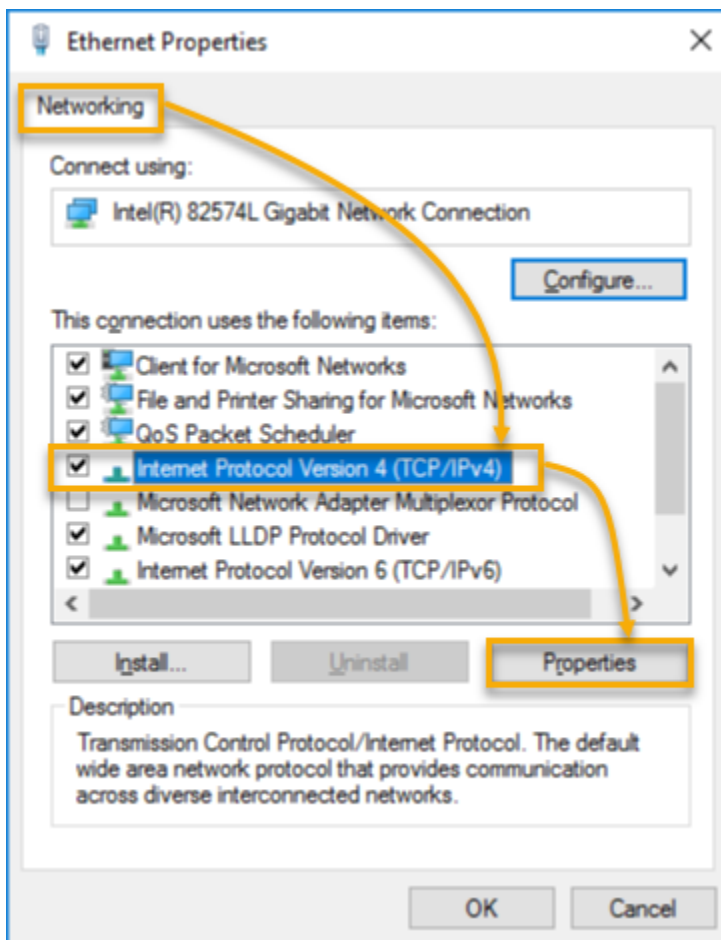 Ethernet Properties
Networking
Connect using:
Intel(R) 82574L Gigabit Network Connection
Configure...
This connection uses the following items:
Client for Microsoft Networks
File and Printer Sharing for Microsoft Networks
QoS Packet Scheduler
Internet Protocol Version 4 (TCP/IPv4)
Microsoft Network Adapter Multiplexor Protocol
Microsoft LLDP Protocol Driver
Internet Protocol Version 6 (TCP/IPv6)
Install...
Uninstall
Properties
Description
Transmission Control Protocol/Internet Protocol. The default
wide area network protocol that provides communication
across diverse interconnected networks.
OK
Cancel